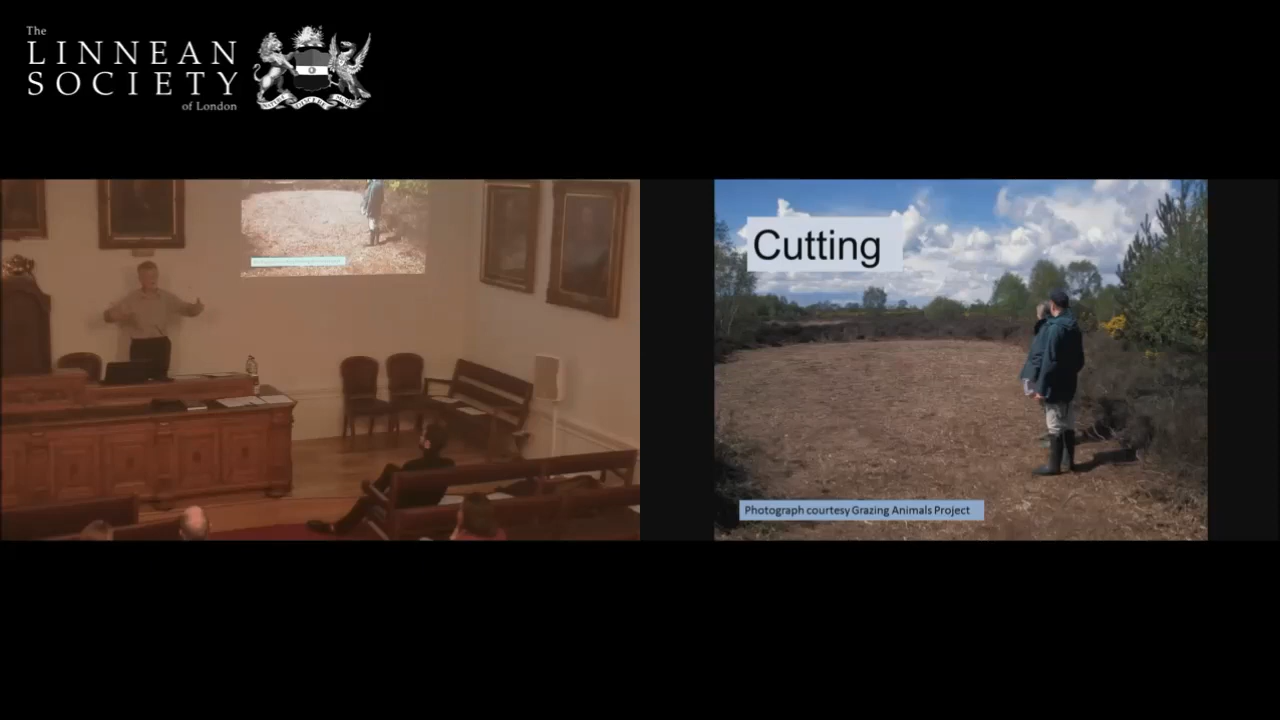 The
LINNEAN
SOCIETY
of London
Cutting
Photograph courtesy Grazing Animals Project